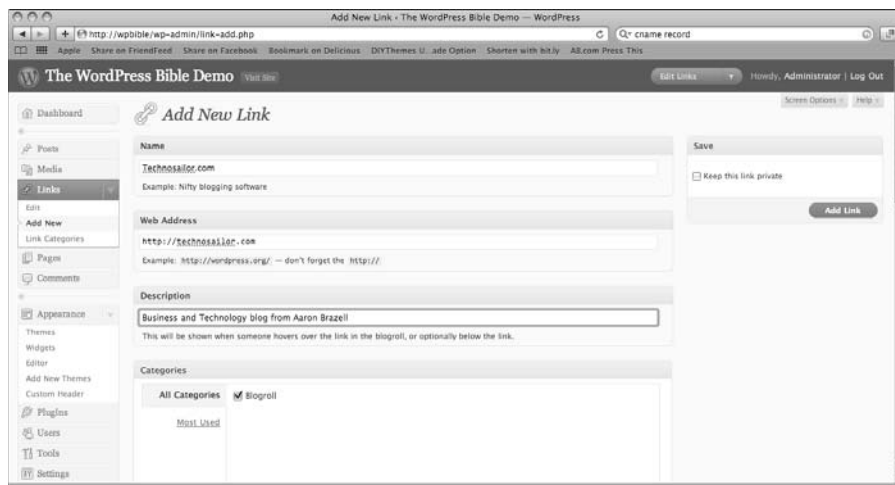 Add New Link ‹ The WordPress Bible Demo — WordPress
http://wpbible/wp-admin/link-add.php
cname record
Apple Share on FriendFeed Share on Facebook Bookmark on Delicious DIYThemes U...ade Option Shorten with bit.ly All.com Press This
The WordPress Bible Demo Visit Site
Edit Links
Howdy, Administrator | Log Out
Screen Options Help
Dashboard
Add New Link
Posts
Media
Links
Edit
Add New
Link Categories
Pages
Comments
Appearance
Themes
Widgets
Editor
Add New Themes
Custom Header
Plugins
Users
Tools
Settings
Name
Technosailor.com
Example: Nifty blogging software
Web Address
http://technosailor.com
Example: http://wordpress.org/ — don't forget the http://
Description
Business and Technology blog from Aaron Brazell
This will be shown when someone hovers over the link in the blogroll, or optionally below the link.
Categories
All Categories
Blogroll
Most Used
Save
Keep this link private
Add Link